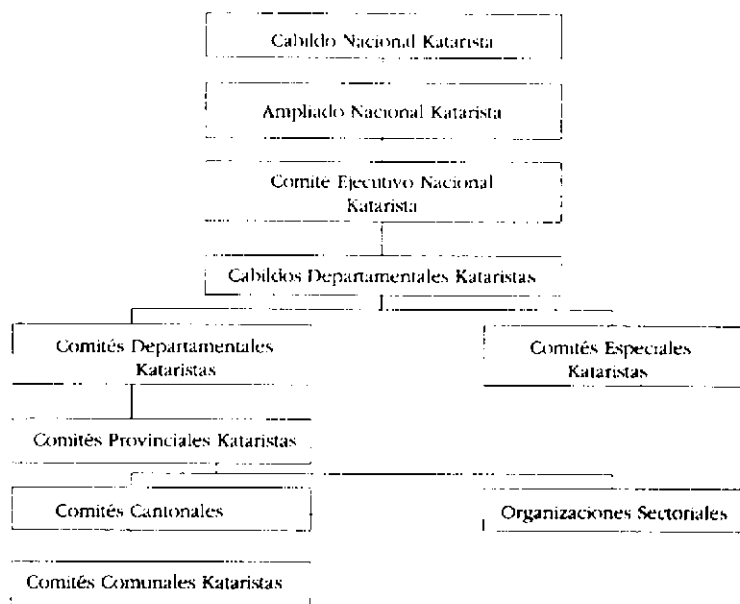 Cabildo Nacional Katarista
Ampliado Nacional Katarista
Comité Ejecutivo Nacional
Katarista
Cabildos Departamentales Kataristas
Comités Departamentales
Kataristas
Comités Especiales
Kataristas
Comités Provinciales Kataristas
Comités Cantonales
Organizaciones Sectoriales
Comités Comunales Kataristas